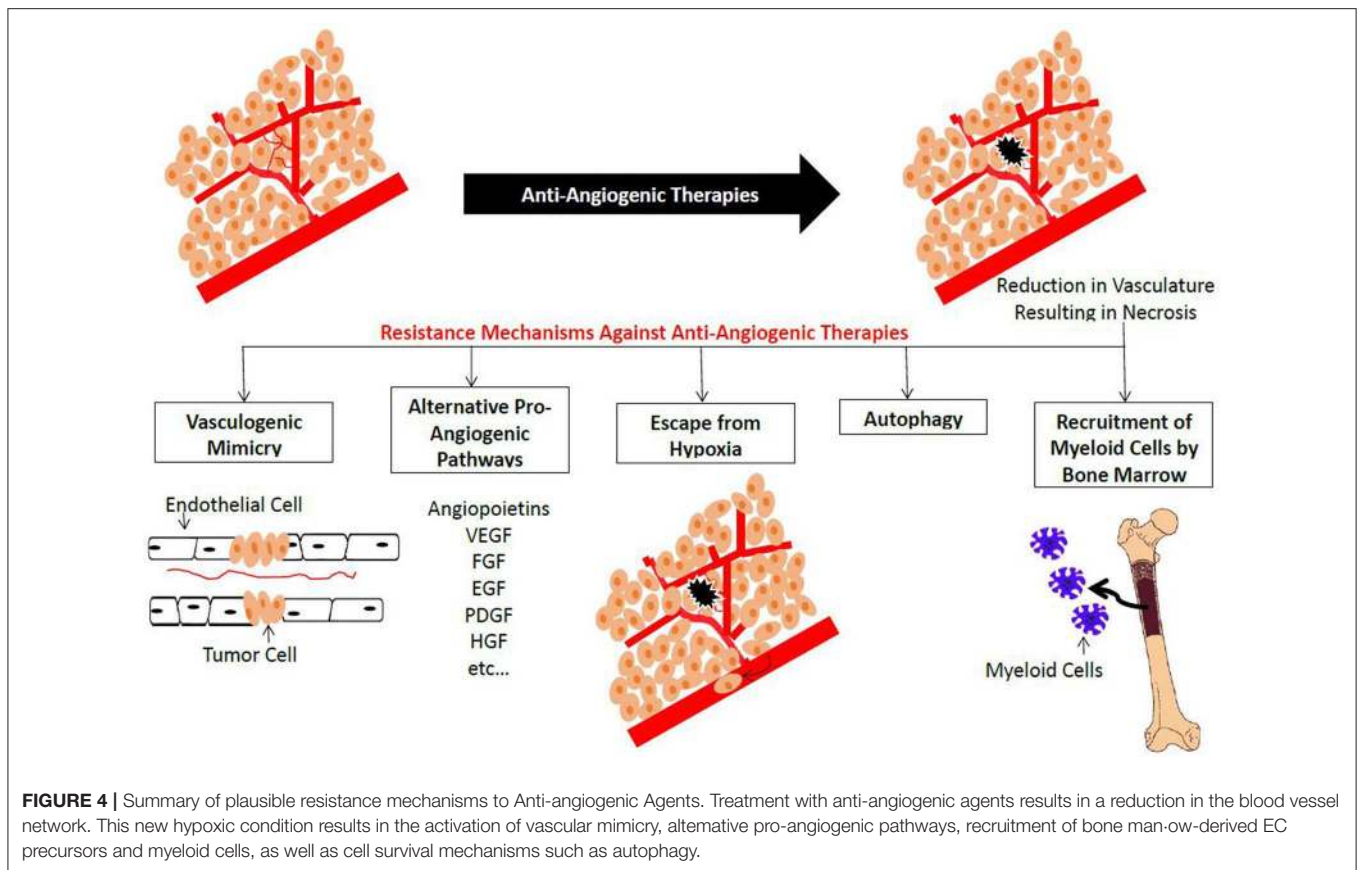 Anti-Angiogenic Therapies
Reduction in Vasculature
Resulting in Necrosis
Resistance Mechanisms Against Anti-Angiogenic Therapies
Vasculogenic
Mimicry
Alternative Pro-
Angiogenic
Pathways
Escape from
Hypoxia
Autophagy
Recruitment of
Myeloid Cells by
Bone Marrow
Endothelial Cell
Tumor Cell
Angiopoietins
VEGF
FGF
EGF
PDGF
HGF
etc...
Myeloid Cells
FIGURE 4 | Summary of plausible resistance mechanisms to Anti-angiogenic Agents. Treatment with anti-angiogenic agents results in a reduction in the blood vessel
network. This new hypoxic condition results in the activation of vascular mimicry, altemative pro-angiogenic pathways, recruitment of bone man·ow-derived EC
precursors and myeloid cells, as well as cell survival mechanisms such as autophagy.